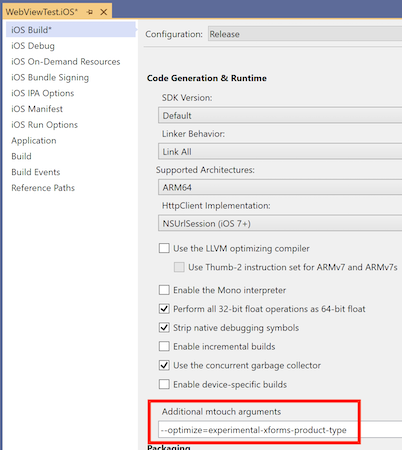 WebViewTest.iOS*
iOS Build*
iOS Debug
iOS On-Demand Resources
iOS Bundle Signing
iOS IPA Options
iOS Manifest
iOS Run Options
Application
Build
Build Events
Reference Paths
Configuration: Release
Code Generation & Runtime
SDK Version:
Default
Linker Behavior:
Link All
Supported Architectures:
ARM64
HttpClient Implementation:
NSUrlSession (iOS 7+)
Use the LLVM optimizing compiler
Use Thumb-2 instruction set for ARMv7 and ARMv7s
Enable the Mono interpreter
Perform all 32-bit float operations as 64-bit float
Strip native debugging symbols
Enable incremental builds
Use the concurrent garbage collector
Enable device-specific builds
Additional mtouch arguments
--optimize=experimental-xforms-product-type
Packaging